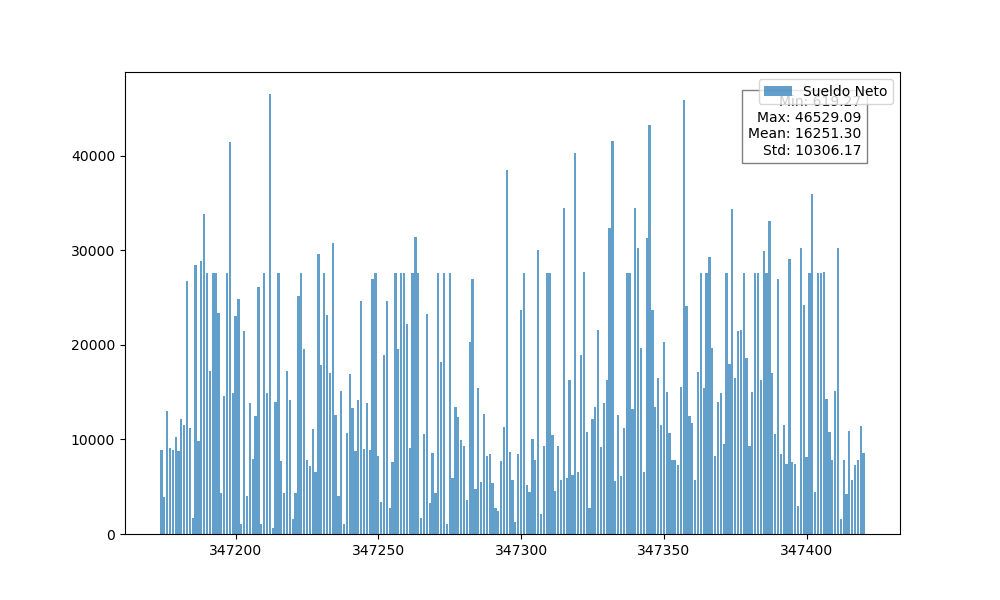 Sueldo Neto
Min: 619.27
Max: 46529.09
Mean: 16251.30
Std: 10306.17
40000
30000
20000
10000
0
347200 347250 347300 347350 347400